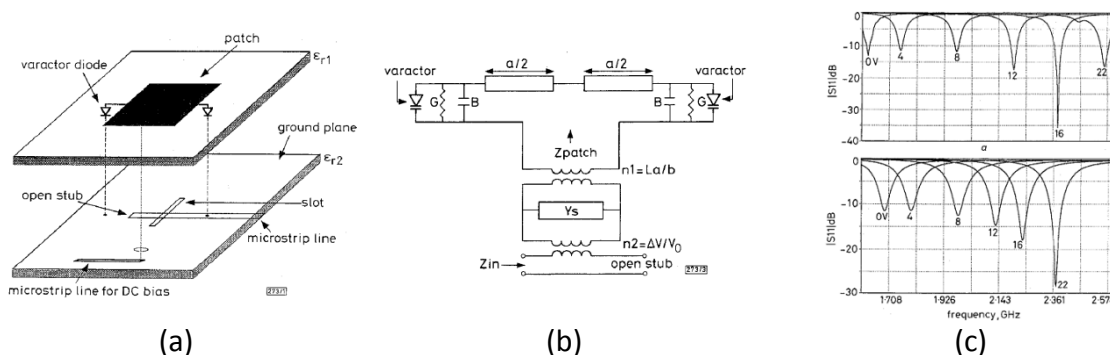 patch
εr1
varactor
diode
ground plane
εr2
open stub
slot
microstrip line
microstrip line for DC bias
273/1
(a)
a/2
a/2
varactor
varactor
G
B
B
G
Zpatch
n1=La/b
Ys
n2=ΔV/V0
Zin
open stub
273/3
(b)
|S11|dB
0
-10
-20
-30
-40
0V
4
8
12
16
22
a
|S11|dB
0
-10
-20
-30
0V
4
8
12
16
22
1·708
1·926
2·143
2·361
2·57
frequency, GHz
(c)